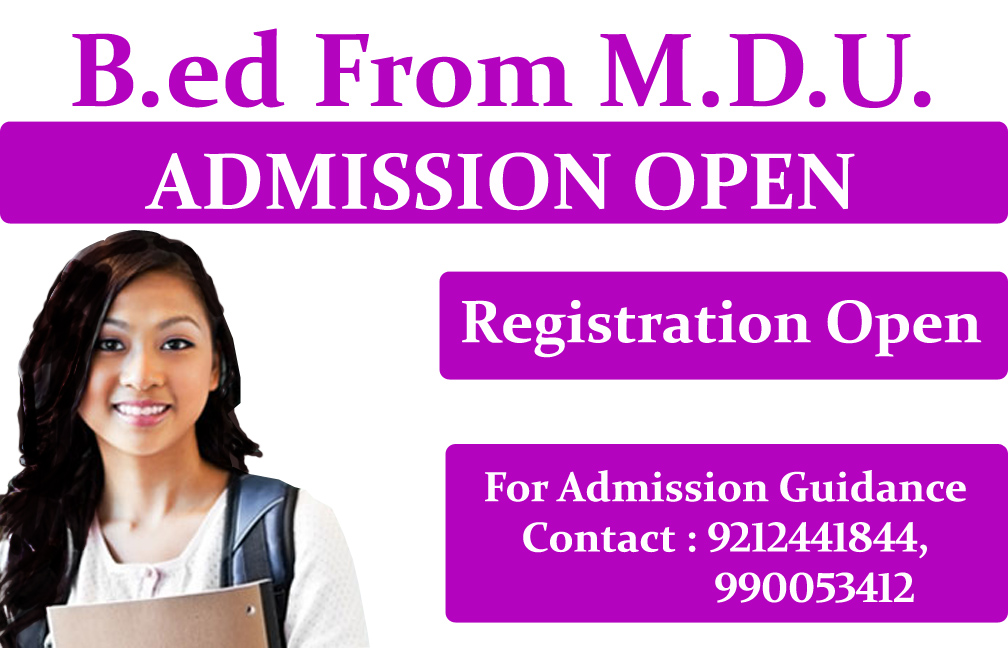 B.ed From M.D.U.
ADMISSION OPEN
Registration Open
For Admission Guidance
Contact : 9212441844,
990053412